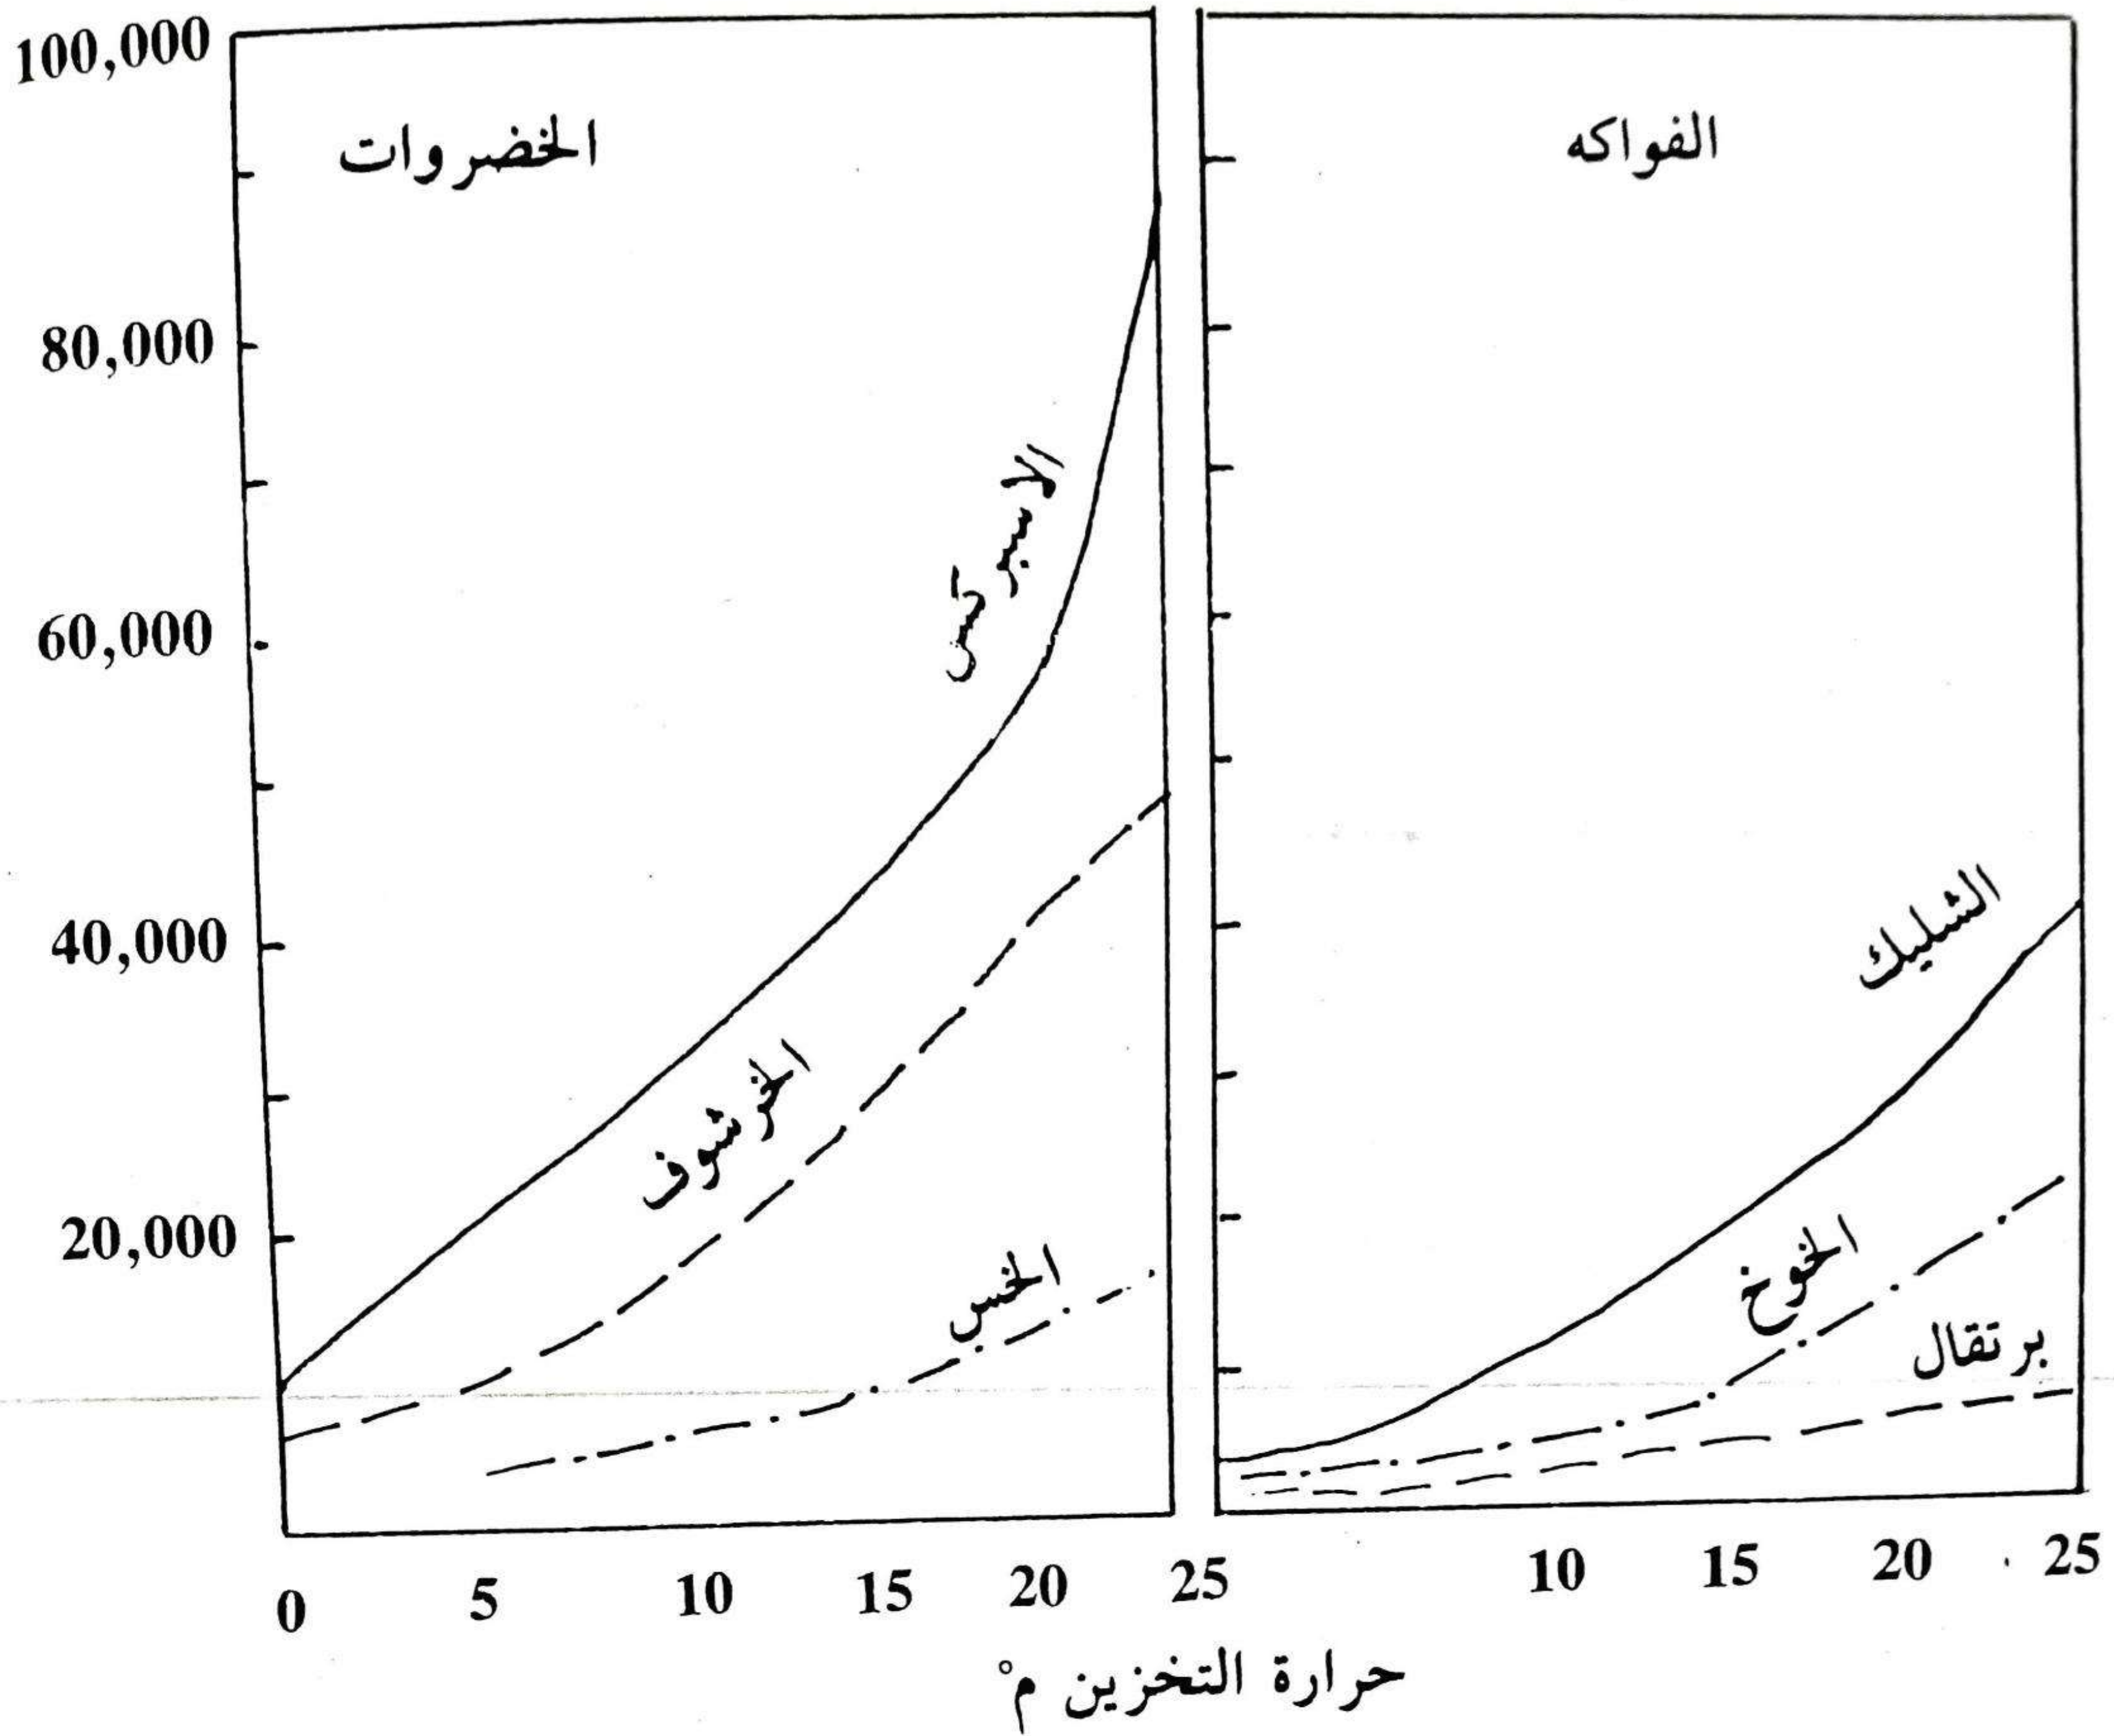 100,000
80,000
60,000
40,000
20,000
الخضروات
الاسبركس
الخرشوف
الخس
الفواكه
الشليك
الخوخ
برتقال
0 5 10 15 20 25
10 15 20 25
حرارة التخزين م°